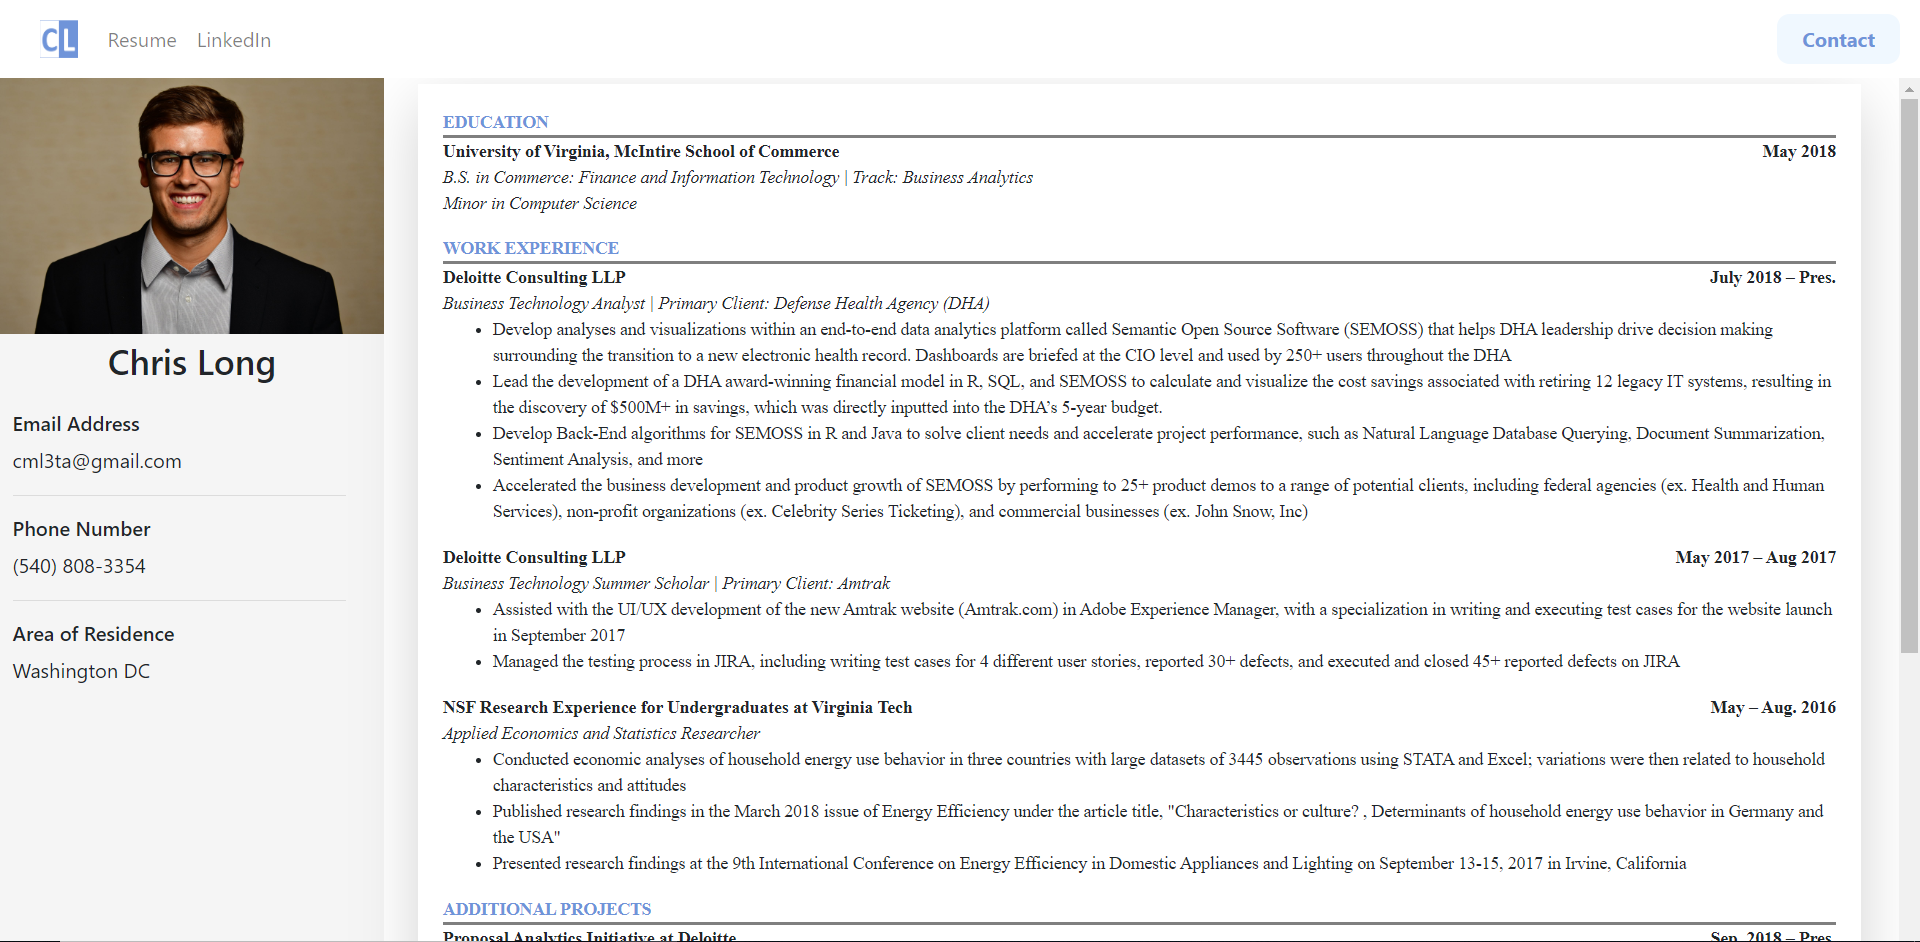 CL Resume LinkedIn Contact
Chris Long
Email Address
cml3ta@gmail.com
Phone Number
(540) 808-3354
Area of Residence
Washington DC
EDUCATION
University of Virginia, McIntire School of Commerce May 2018
B.S. in Commerce: Finance and Information Technology | Track: Business Analytics
Minor in Computer Science
WORK EXPERIENCE
Deloitte Consulting LLP July 2018 – Pres.
Business Technology Analyst | Primary Client: Defense Health Agency (DHA)
• Develop analyses and visualizations within an end-to-end data analytics platform called Semantic Open Source Software (SEMOSS) that helps DHA leadership drive decision making
surrounding the transition to a new electronic health record. Dashboards are briefed at the CIO level and used by 250+ users throughout the DHA
• Lead the development of a DHA award-winning financial model in R, SQL, and SEMOSS to calculate and visualize the cost savings associated with retiring 12 legacy IT systems, resulting in
the discovery of $500M+ in savings, which was directly inputted into the DHA’s 5-year budget.
• Develop Back-End algorithms for SEMOSS in R and Java to solve client needs and accelerate project performance, such as Natural Language Database Querying, Document Summarization,
Sentiment Analysis, and more
• Accelerated the business development and product growth of SEMOSS by performing to 25+ product demos to a range of potential clients, including federal agencies (ex. Health and Human
Services), non-profit organizations (ex. Celebrity Series Ticketing), and commercial businesses (ex. John Snow, Inc)
Deloitte Consulting LLP May 2017 – Aug 2017
Business Technology Summer Scholar | Primary Client: Amtrak
• Assisted with the UI/UX development of the new Amtrak website (Amtrak.com) in Adobe Experience Manager, with a specialization in writing and executing test cases for the website launch
in September 2017
• Managed the testing process in JIRA, including writing test cases for 4 different user stories, reported 30+ defects, and executed and closed 45+ reported defects on JIRA
NSF Research Experience for Undergraduates at Virginia Tech May – Aug. 2016
Applied Economics and Statistics Researcher
• Conducted economic analyses of household energy use behavior in three countries with large datasets of 3445 observations using STATA and Excel; variations were then related to household
characteristics and attitudes
• Published research findings in the March 2018 issue of Energy Efficiency under the article title, "Characteristics or culture? , Determinants of household energy use behavior in Germany and
the USA"
• Presented research findings at the 9th International Conference on Energy Efficiency in Domestic Appliances and Lighting on September 13-15, 2017 in Irvine, California
ADDITIONAL PROJECTS
Proposal Analytics Initiative at Deloitte Sep. 2018 – Pres.